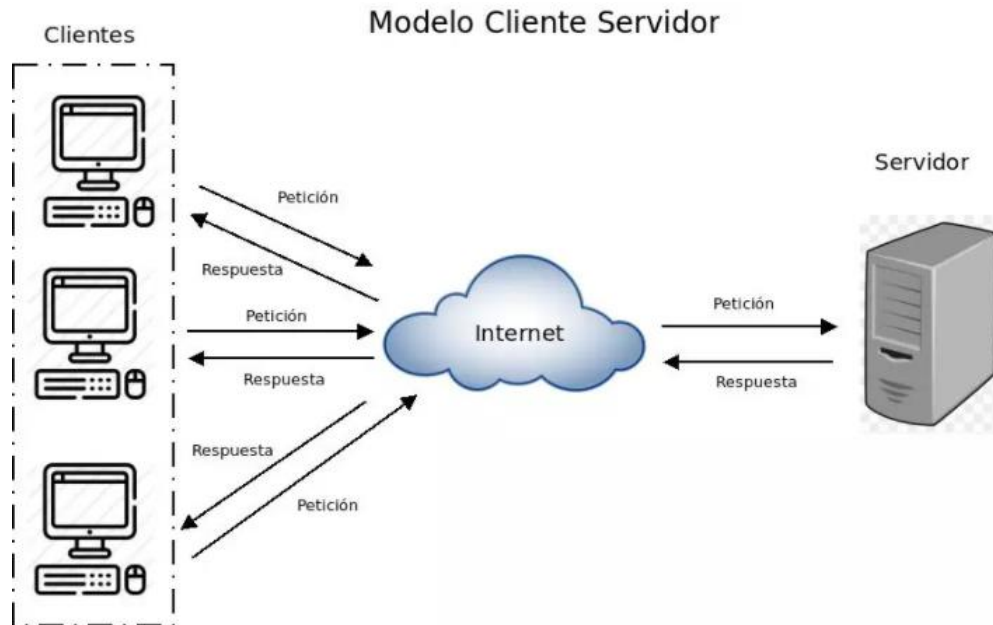 Modelo Cliente Servidor
Clientes
Servidor
Petición
Respuesta
Petición
Respuesta
Respuesta
Petición
Internet
Petición
Respuesta